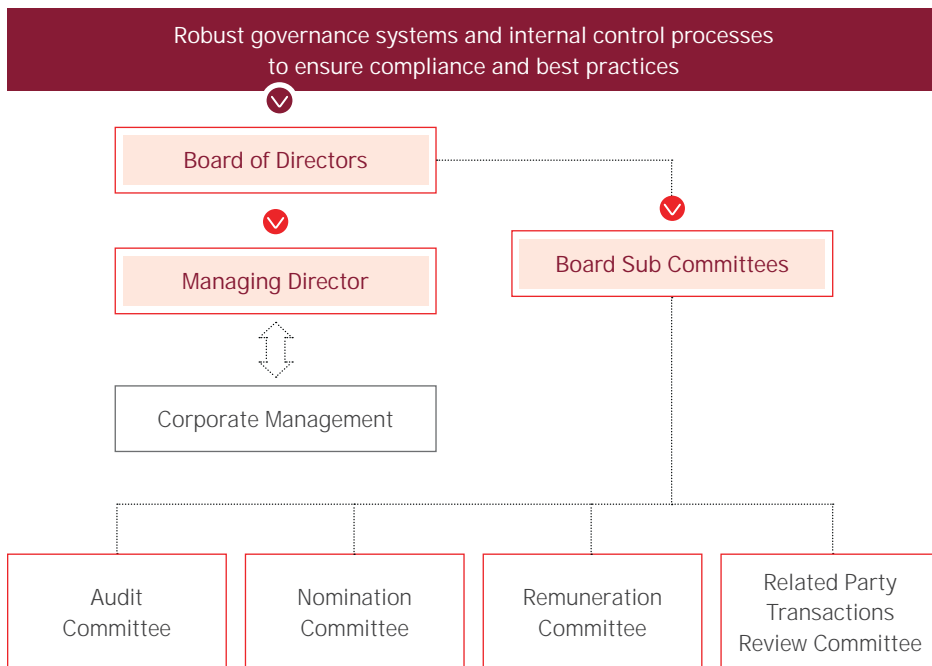 Robust governance systems and internal control processes
to ensure compliance and best practices
Board of Directors
Managing Director
Board Sub Committees
Corporate Management
Audit
Committee
Nomination
Committee
Remuneration
Committee
Related Party
Transactions
Review Committee